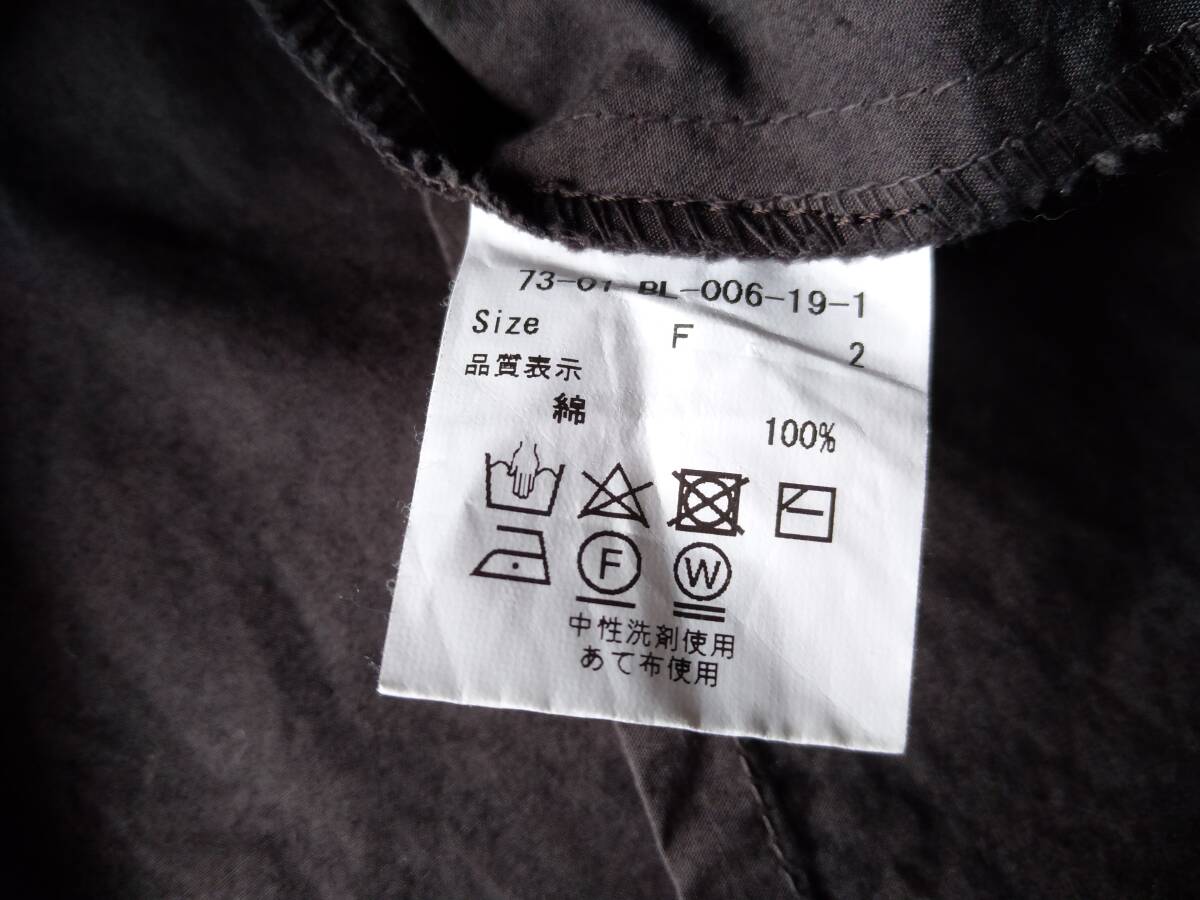 73-01 BL-006-19-1
Size F 2
品質表示
綿 100%
F W
中性洗剤使用
あて布使用